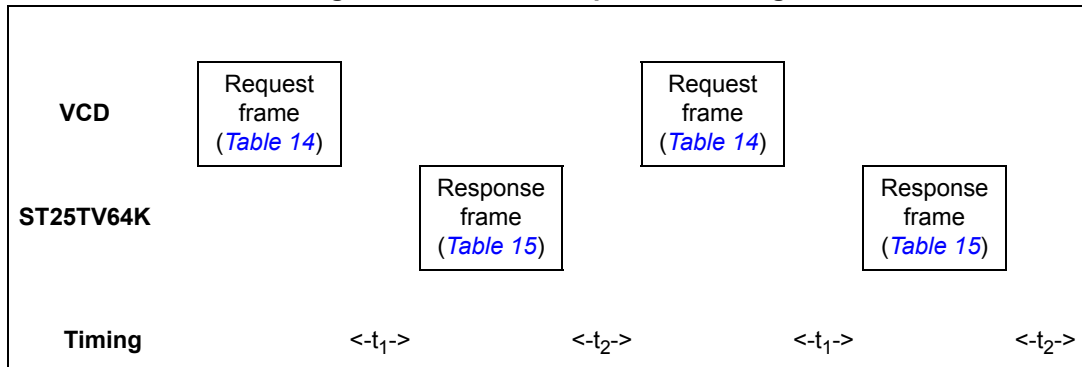 VCD
Request
frame
(Table 14)
Request
frame
(Table 14)
ST25TV64K
Response
frame
(Table 15)
Response
frame
(Table 15)
Timing <-t1-> <-t2-> <-t1-> <-t2->